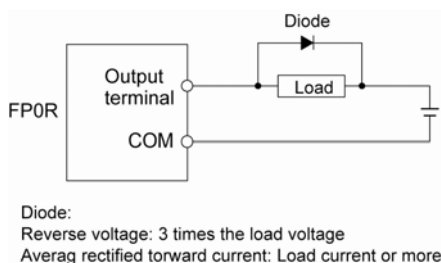 Diode
Output
terminal
Load
FP0R
COM
Diode:
Reverse voltage: 3 times the load voltage
Averag rectified torward current: Load current or more